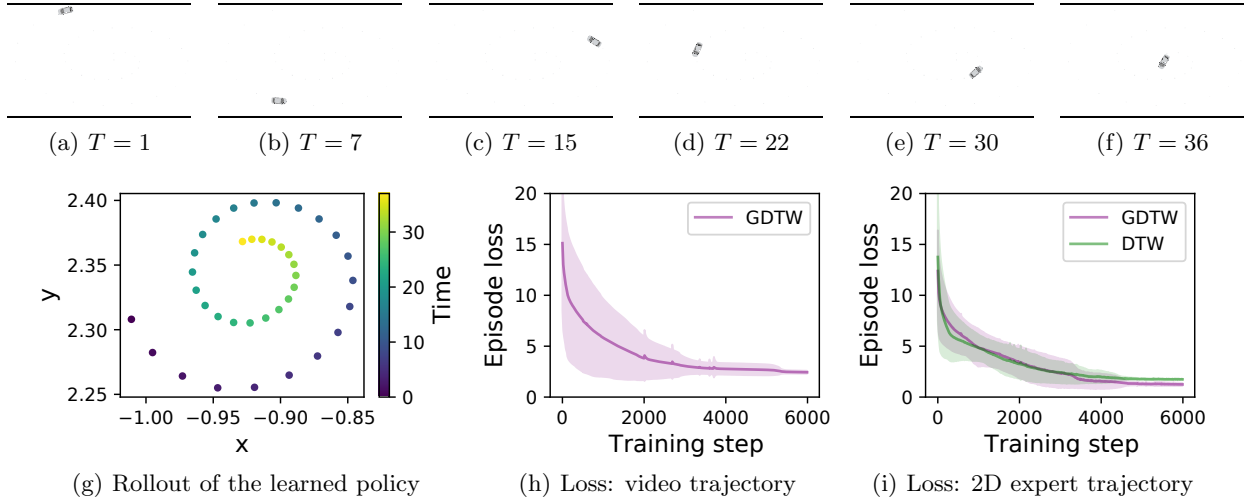 (a) T = 1
(b) T = 7
(c) T = 15
(d) T = 22
(e) T = 30
(f) T = 36
2.40
2.35
2.30
2.25
y
−1.00
−0.95
−0.90
−0.85
x
30
20
10
0
Time
(g) Rollout of the learned policy
20
15
10
5
0
Episode loss
GDTW
0
2000
4000
6000
Training step
(h) Loss: video trajectory
20
15
10
5
0
Episode loss
GDTW
DTW
0
2000
4000
6000
Training step
(i) Loss: 2D expert trajectory